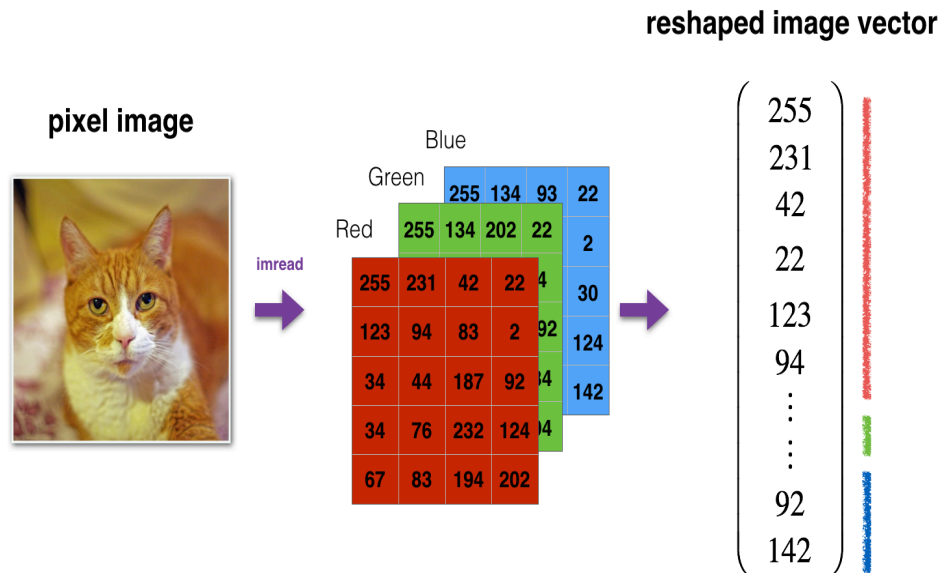 reshaped image vector
pixel image
Blue
Green
Red
imread
255 134 93 22
2
30
124
142
255 134 202 22
4
92
94
255 231 42 22
123 94 83 2
34 44 187 92
34 76 232 124
67 83 194 202
255
231
42
22
123
94
⋮
⋮
92
142